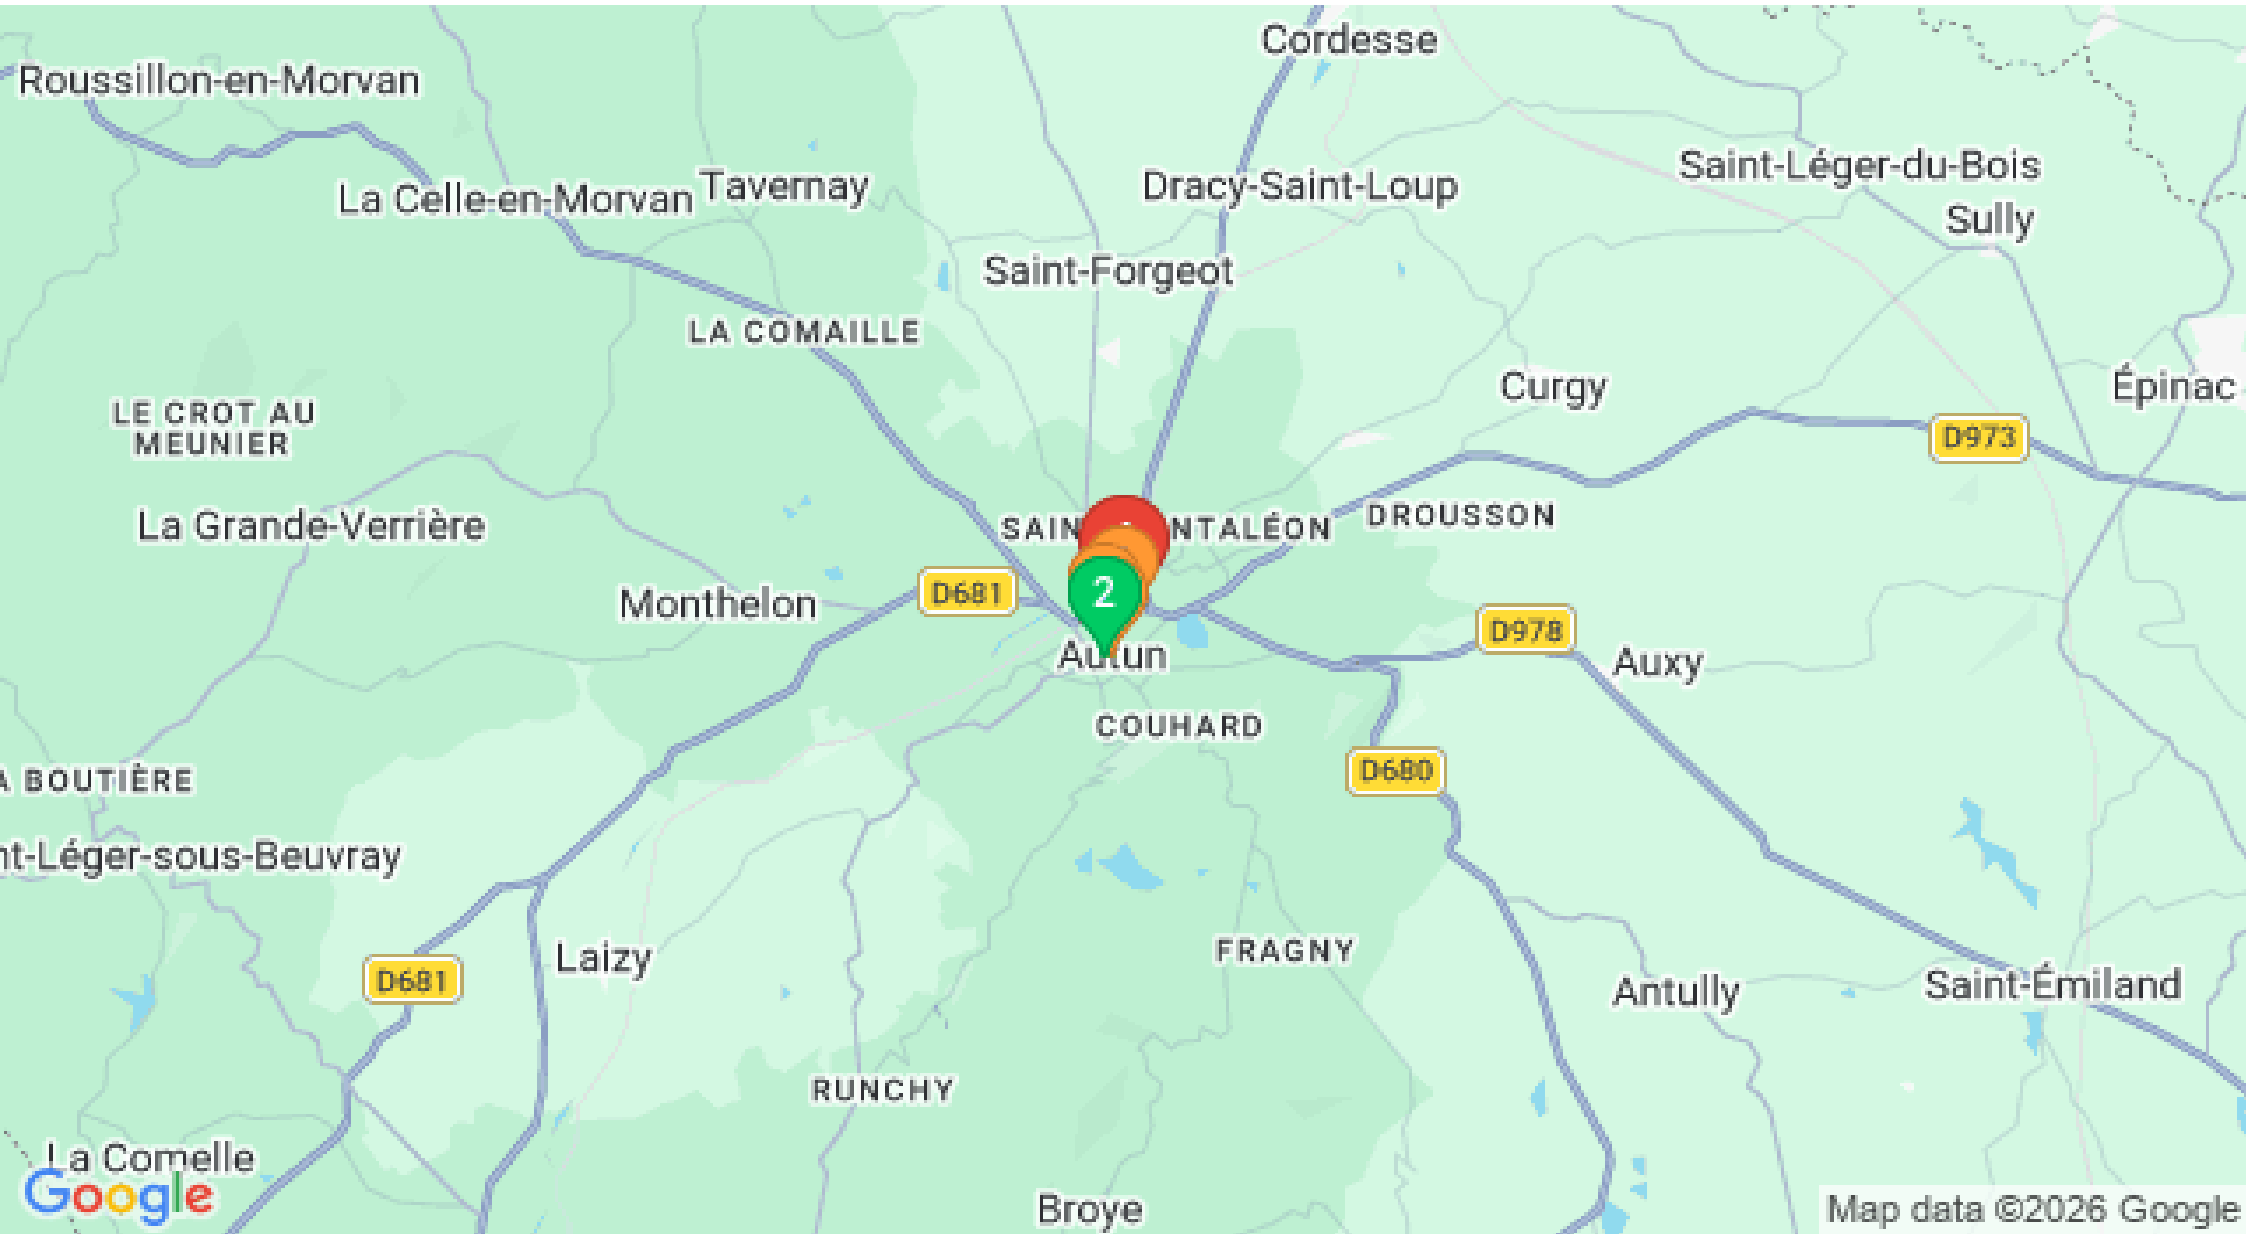 Cordesse
Roussillon-en-Morvan
Saint-Léger-du-Bois
La Celle-en-Morvan
Tavernay
Dracy-Saint-Loup
Sully
Saint-Forgeot
LA COMAILLE
Curgy
Épinac
LE CROT AU
MEUNIER
D973
La Grande-Verrière
SAIN
NTALÉON
DROUSSON
D681
2
Monthelon
D978
Autun
Auxy
COUHARD
D680
A BOUTIÈRE
nt-Léger-sous-Beuvray
FRAGNY
Laizy
D681
Antully
Saint-Émiland
RUNCHY
La Comelle
Google
Broye
Map data ©2026 Google